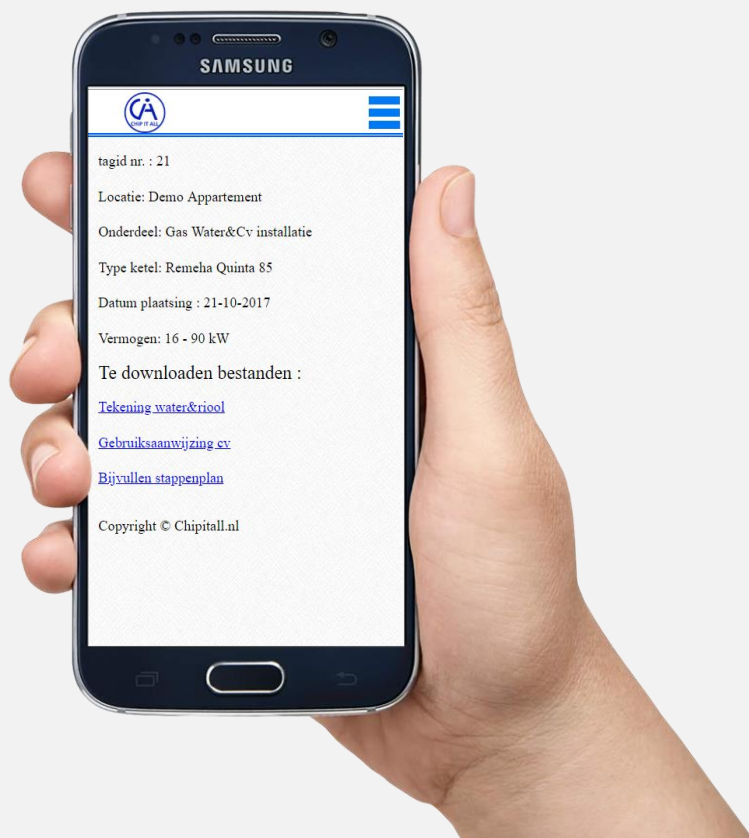 SAMSUNG
CA
CHIP IT ALL
tagid nr. : 21
Locatie: Demo Appartement
Onderdeel: Gas Water&Cv installatie
Type ketel: Remeha Quinta 85
Datum plaatsing : 21-10-2017
Vermogen: 16 - 90 kW
Te downloaden bestanden :
Tekening water&riool
Gebruiksaanwijzing cv
Bijvullen stappenplan
Copyright © Chipitall.nl